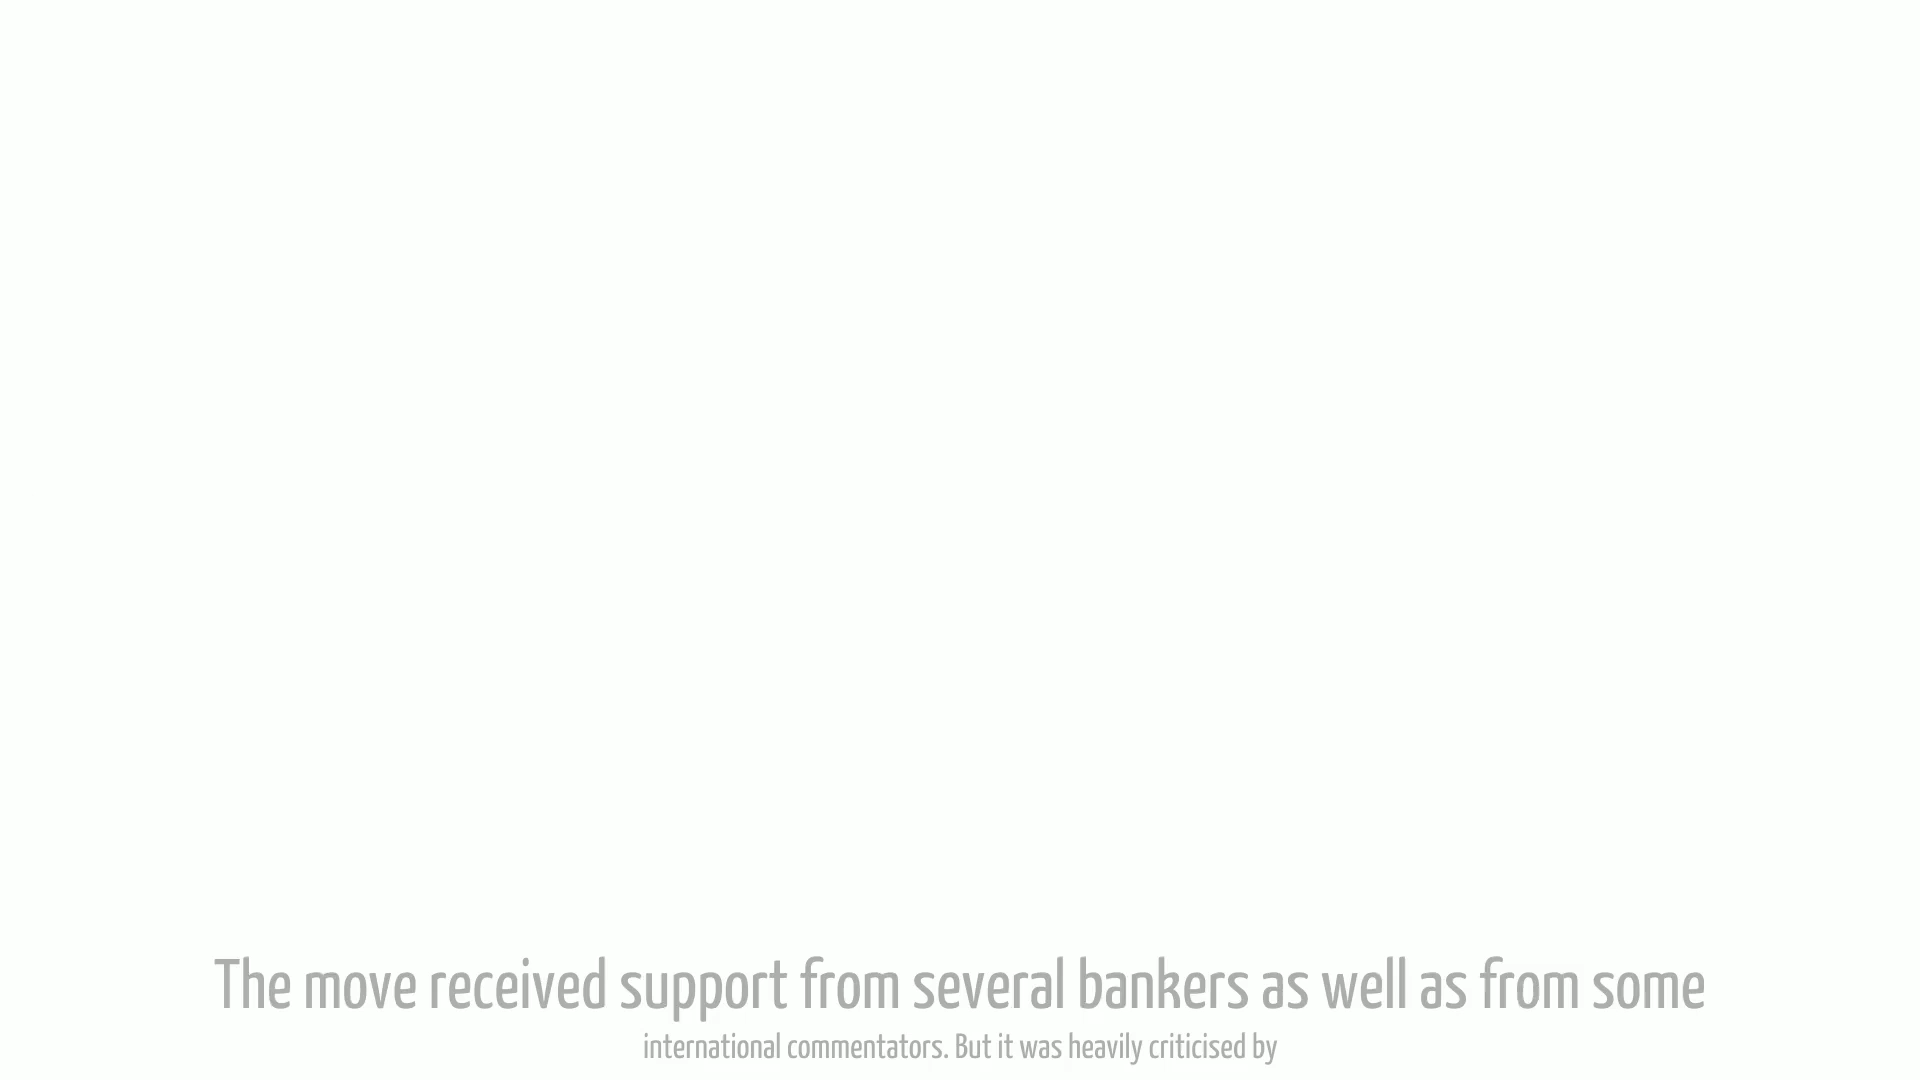 The move received support from several bankers as well as from some
international commentators. But it was heavily criticised by